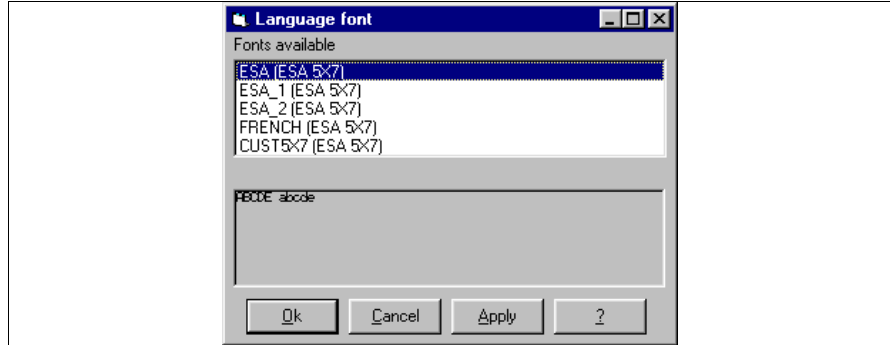 Language font
Fonts available
ESA (ESA 5X7)
ESA_1 (ESA 5X7)
ESA_2 (ESA 5X7)
FRENCH (ESA 5X7)
CUST5X7 (ESA 5X7)
ABCDE abcde
Ok Cancel Apply ?